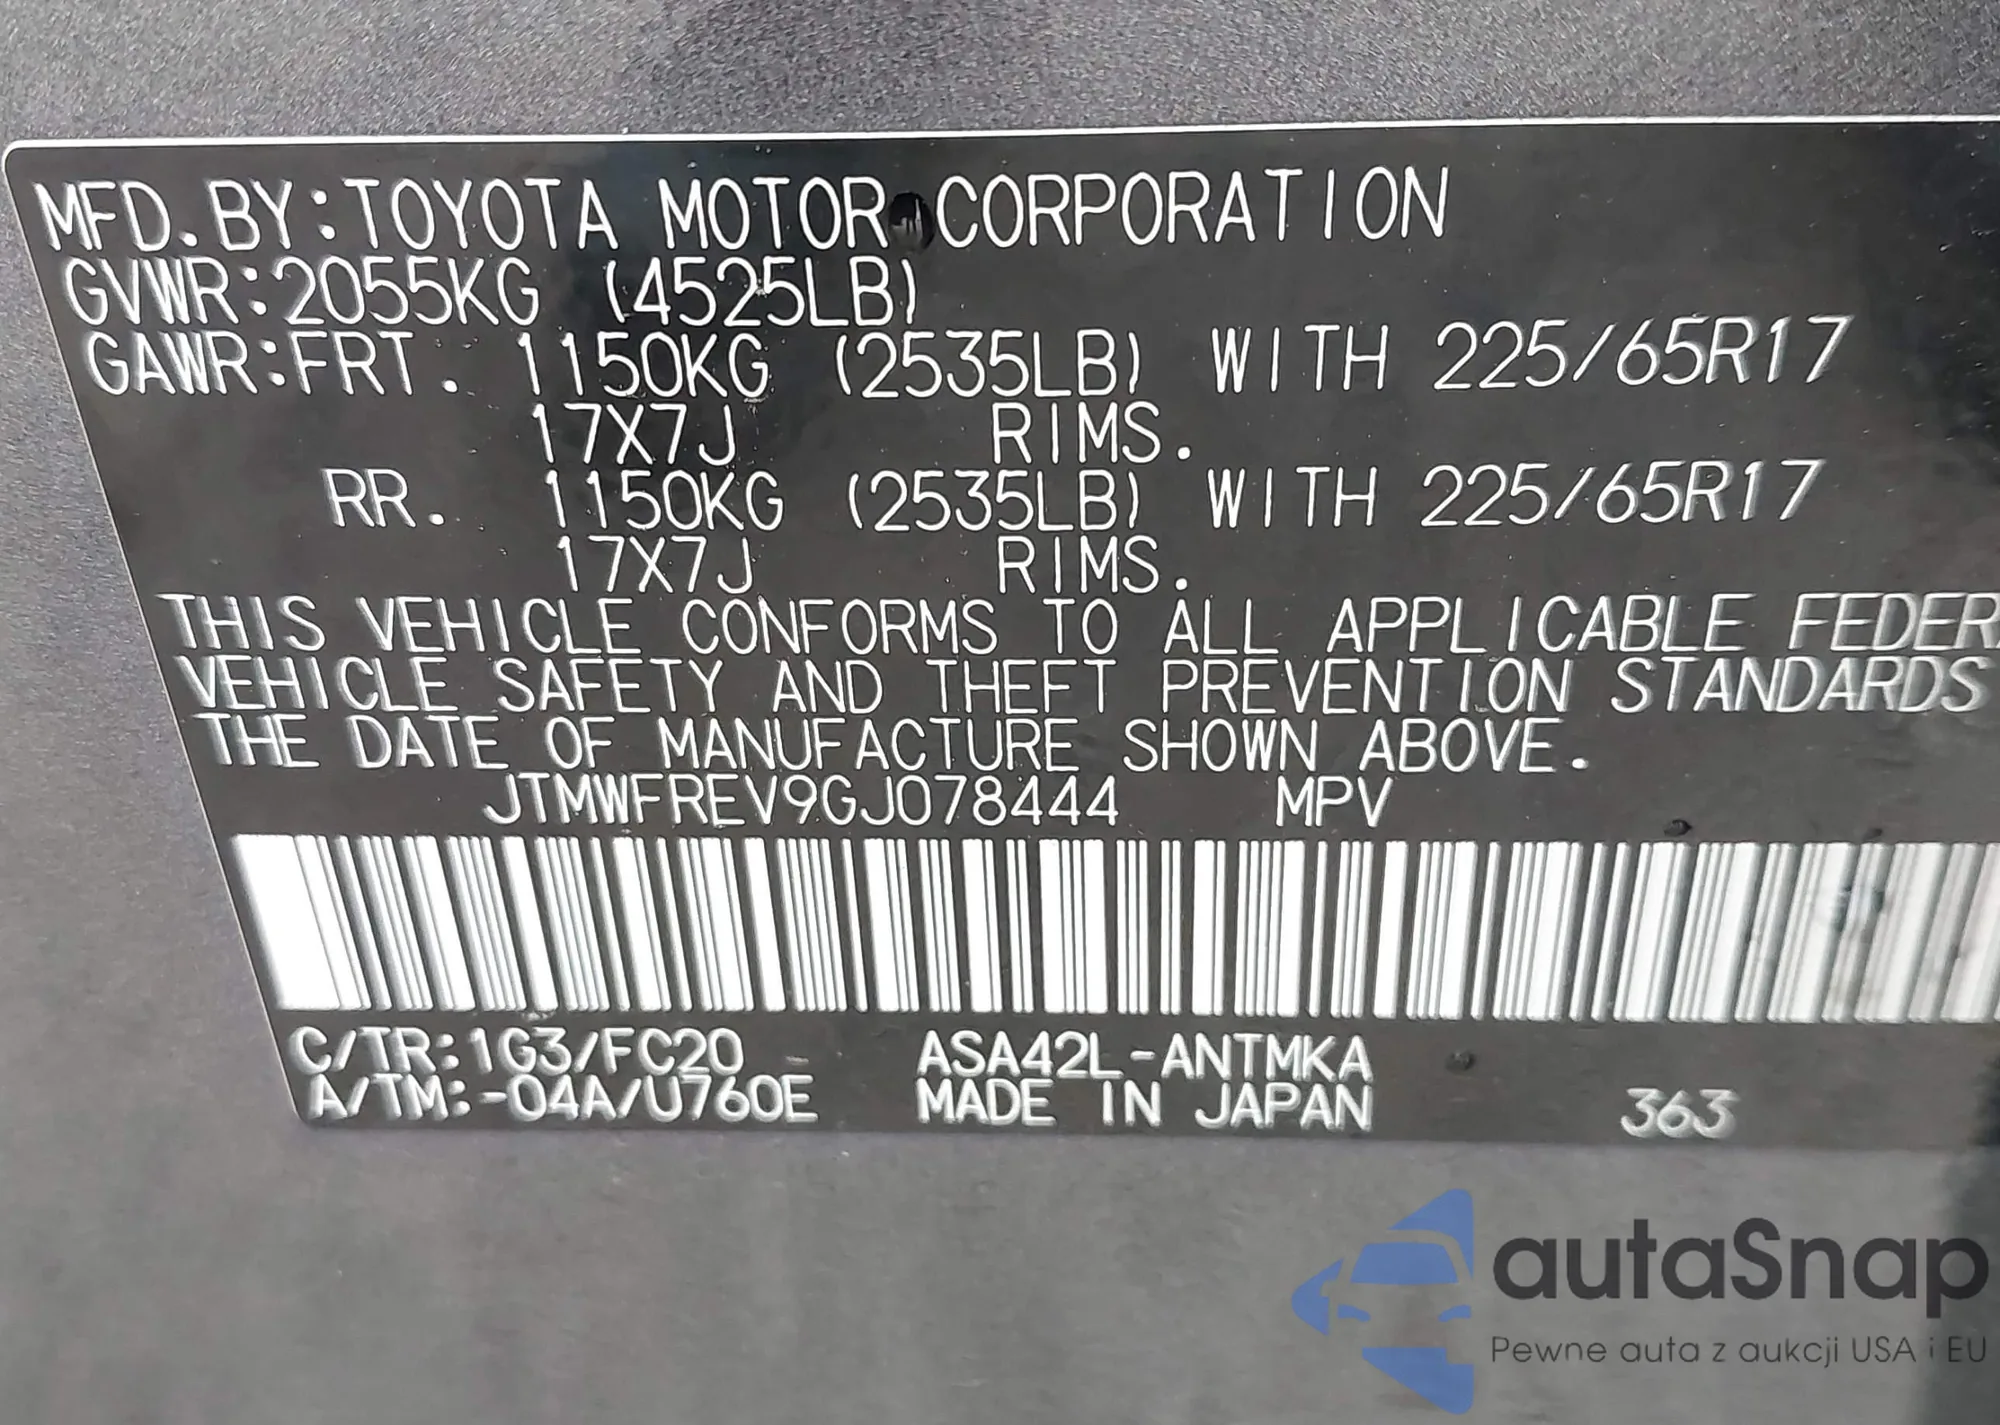 MFD. BY: TOYOTA MOTOR CORPORATION
GVWR: 2055KG (4525LB)
GAWR: FRT. 1150KG (2535LB) WITH 225/65R17
17X7J RIMS.
RR. 1150KG (2535LB) WITH 225/65R17
17X7J RIMS.
THIS VEHICLE CONFORMS TO ALL APPLICABLE FEDER
VEHICLE SAFETY AND THEFT PREVENTION STANDARDS
THE DATE OF MANUFACTURE SHOWN ABOVE.
JTMWFREV9GJ078444 MPV
C/TR: 1G3/FC20 ASA42L-ANTMKA
A/TM: -04A/U760E MADE IN JAPAN 363
autaSnap
Pewne auta z aukcji USA i EU